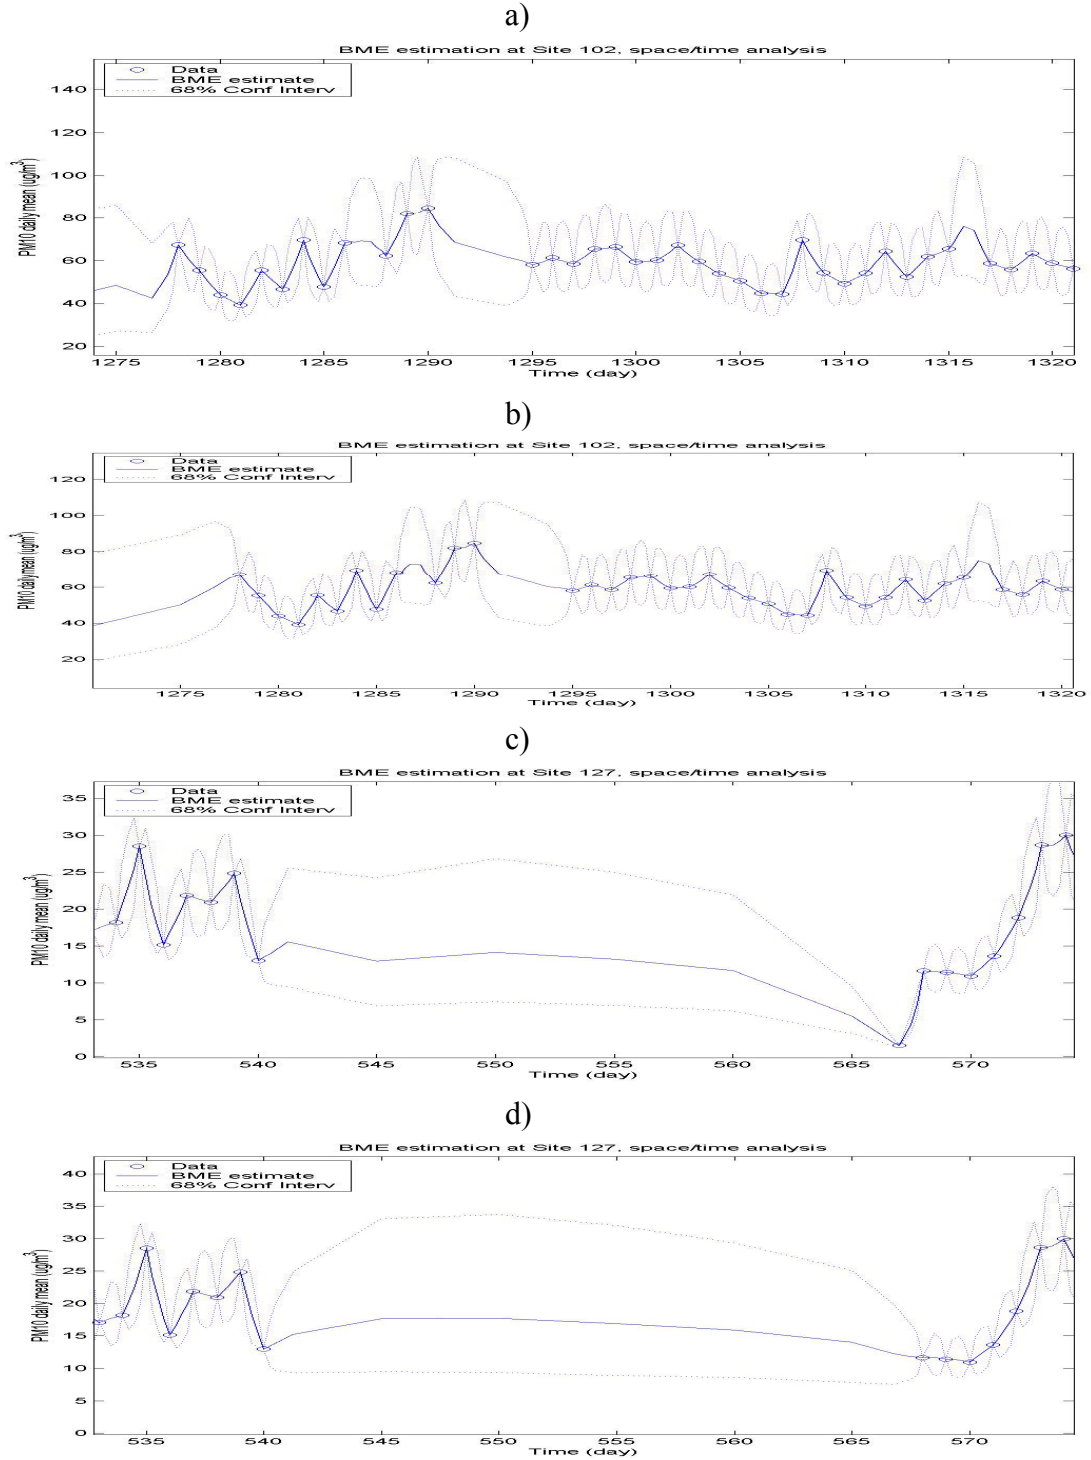 a)
BME estimation at Site 102, space/time analysis
Data
BME estimate
68% Conf Interv
PM10 daily mean (ug/m³)
140
120
100
80
60
40
20
1275 1280 1285 1290 1295 1300 1305 1310 1315 1320
Time (day)
b)
BME estimation at Site 102, space/time analysis
Data
BME estimate
68% Conf Interv
PM10 daily mean (ug/m³)
120
100
80
60
40
20
1275 1280 1285 1290 1295 1300 1305 1310 1315 1320
Time (day)
c)
BME estimation at Site 127, space/time analysis
Data
BME estimate
68% Conf Interv
PM10 daily mean (ug/m³)
35
30
25
20
15
10
5
0
535 540 545 550 555 560 565 570
Time (day)
d)
BME estimation at Site 127, space/time analysis
Data
BME estimate
68% Conf Interv
PM10 daily mean (ug/m³)
40
35
30
25
20
15
10
5
0
535 540 545 550 555 560 565 570
Time (day)